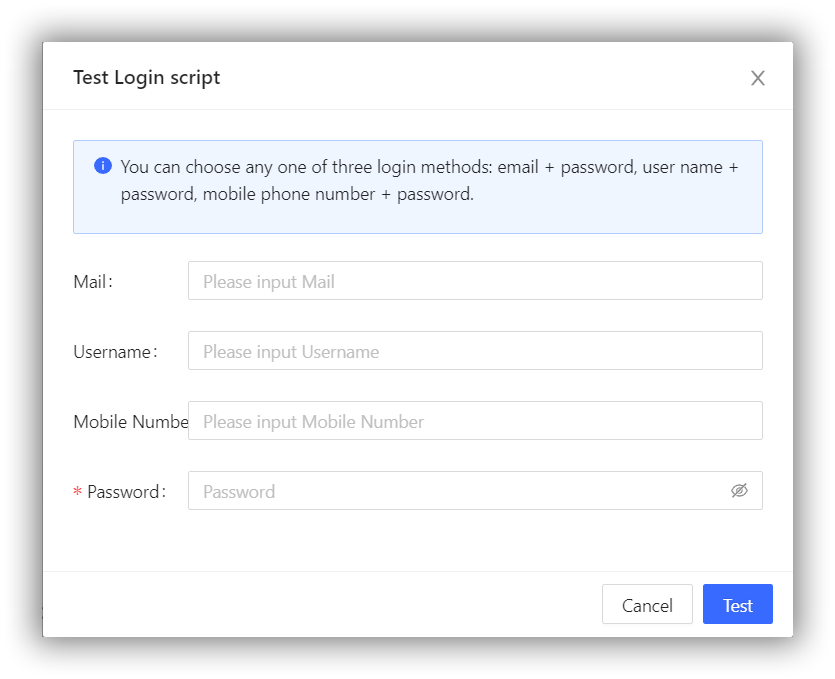 Test Login script
You can choose any one of three login methods: email + password, user name +
password, mobile phone number + password.
Mail:
Please input Mail
Username:
Please input Username
Mobile Numbe
Please input Mobile Number
* Password:
Password
Cancel
Test